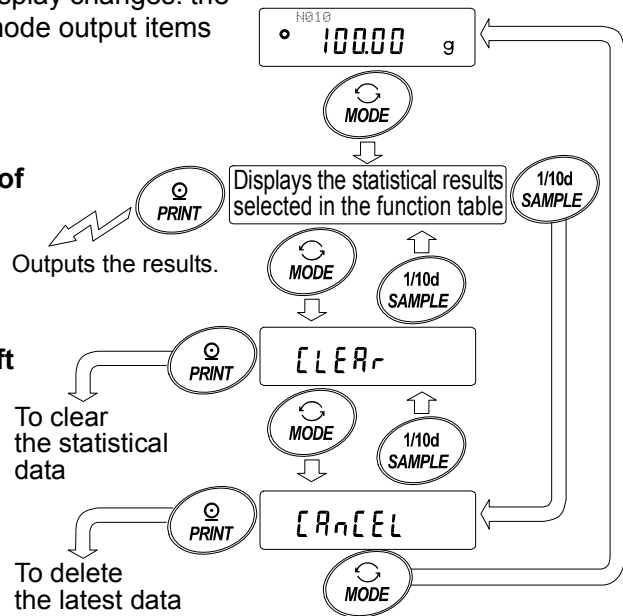 splay changes: the
mode output items
N010
100.00 g
MODE
of
PRINT
Displays the statistical results
selected in the function table
1/10d
SAMPLE
Outputs the results.
MODE
1/10d
SAMPLE
ft
PRINT
CLEAr
To clear
the statistical
data
MODE
1/10d
SAMPLE
PRINT
CAnCEL
To delete
the latest data
MODE